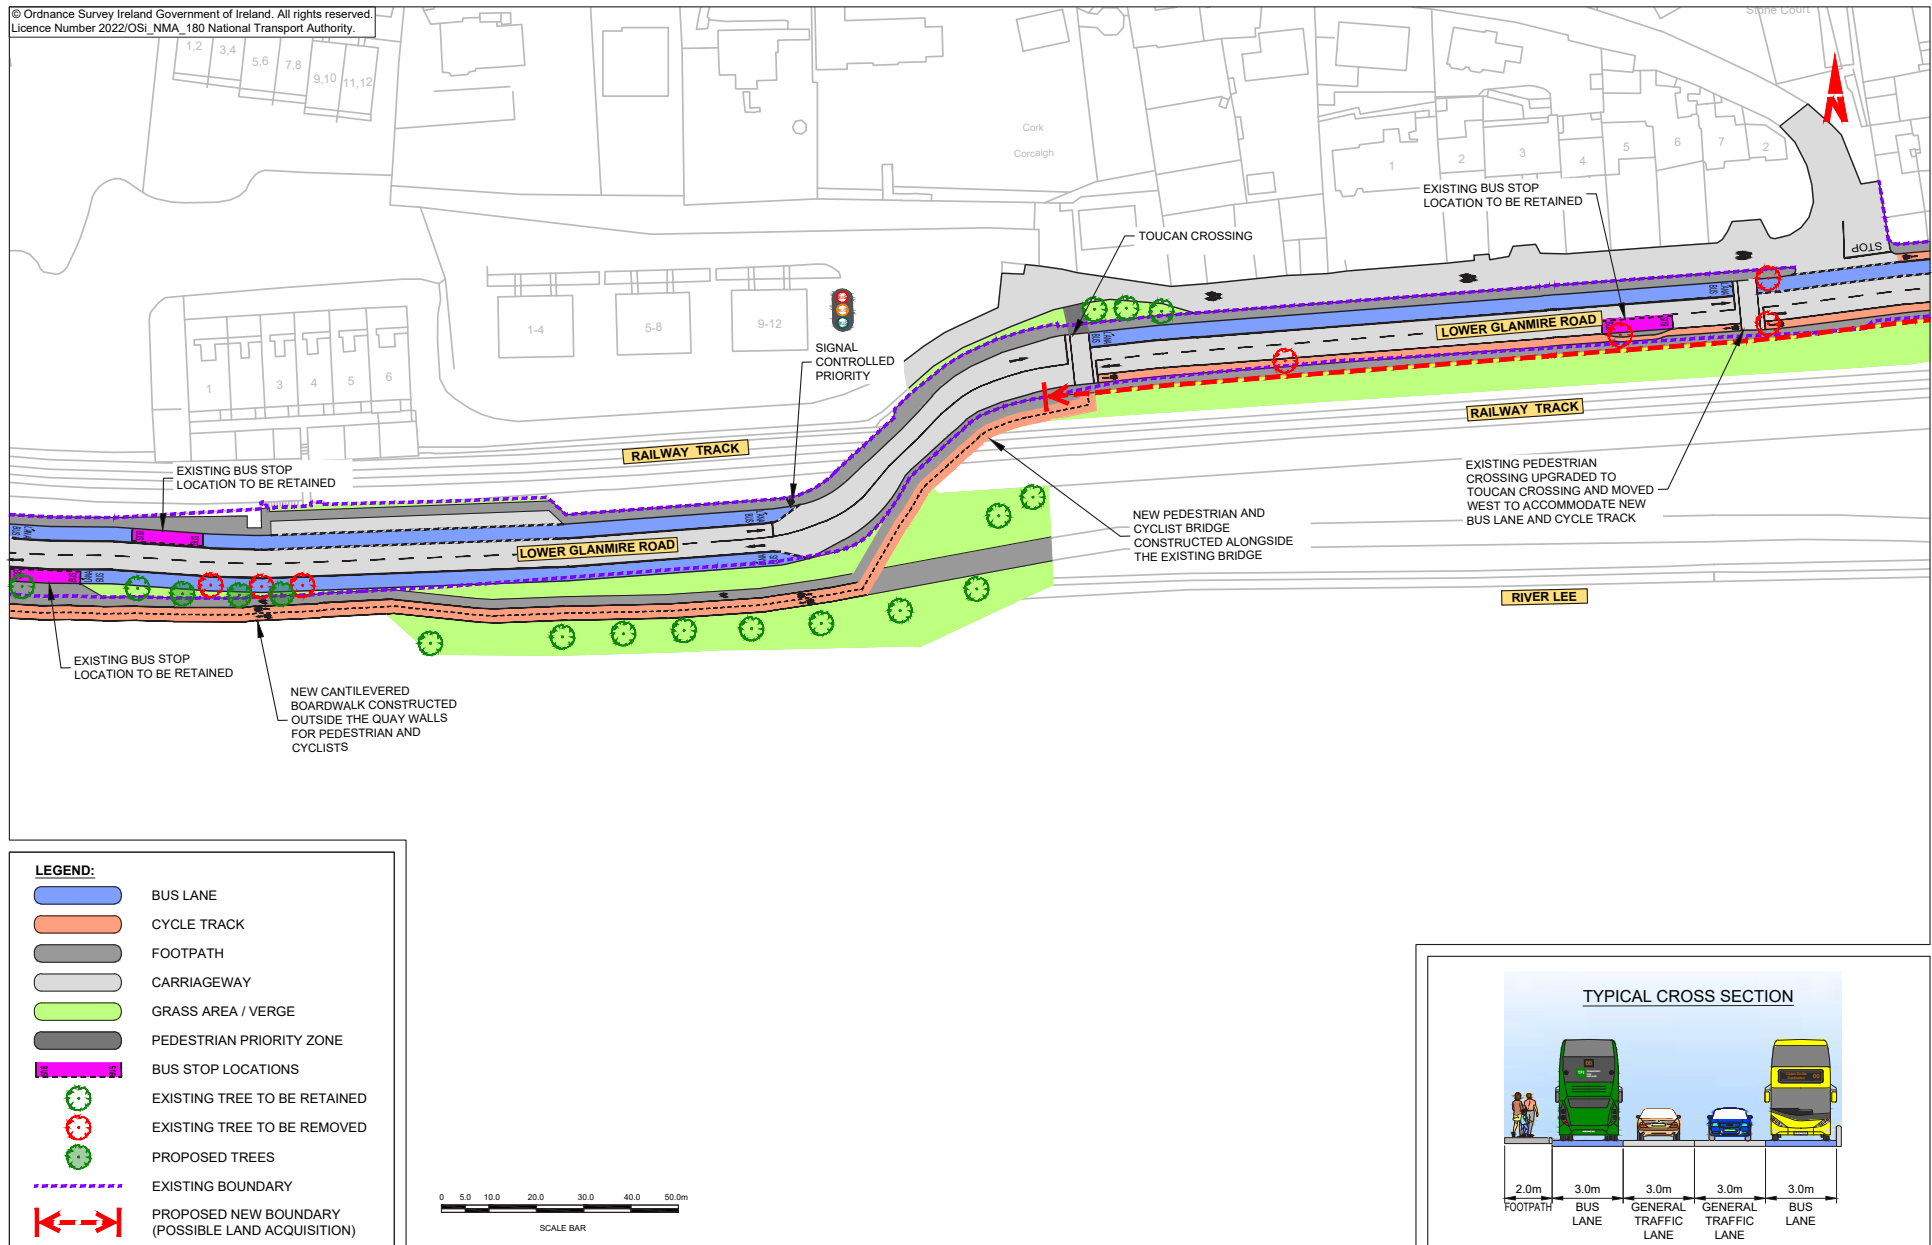 © Ordnance Survey Ireland Government of Ireland. All rights reserved.
Licence Number 2022/OSi_NMA_180 National Transport Authority.
Stone Court
1,2
3,4
5,6
7,8
9,10
11,12
Cork
Corcaigh
1
2
3
4
5
6
7
2
EXISTING BUS STOP
LOCATION TO BE RETAINED
TOUCAN CROSSING
STOP
N
1-4
5-8
9-12
SIGNAL
CONTROLLED
PRIORITY
LOWER GLANMIRE ROAD
BUS
LANE
1
3
4
5
6
RAILWAY TRACK
RAILWAY TRACK
EXISTING BUS STOP
LOCATION TO BE RETAINED
EXISTING PEDESTRIAN
CROSSING UPGRADED TO
TOUCAN CROSSING AND MOVED
WEST TO ACCOMMODATE NEW
BUS LANE AND CYCLE TRACK
NEW PEDESTRIAN AND
CYCLIST BRIDGE
CONSTRUCTED ALONGSIDE
THE EXISTING BRIDGE
LOWER GLANMIRE ROAD
RIVER LEE
EXISTING BUS STOP
LOCATION TO BE RETAINED
NEW CANTILEVERED
BOARDWALK CONSTRUCTED
OUTSIDE THE QUAY WALLS
FOR PEDESTRIAN AND
CYCLISTS
LEGEND:
BUS LANE
CYCLE TRACK
FOOTPATH
CARRIAGEWAY
GRASS AREA / VERGE
PEDESTRIAN PRIORITY ZONE
BUS STOP LOCATIONS
EXISTING TREE TO BE RETAINED
EXISTING TREE TO BE REMOVED
PROPOSED TREES
EXISTING BOUNDARY
PROPOSED NEW BOUNDARY
(POSSIBLE LAND ACQUISITION)
0 5.0 10.0 20.0 30.0 40.0 50.0m
SCALE BAR
TYPICAL CROSS SECTION
2.0m 3.0m 3.0m 3.0m 3.0m
FOOTPATH
BUS
LANE
GENERAL
TRAFFIC
LANE
GENERAL
TRAFFIC
LANE
BUS
LANE